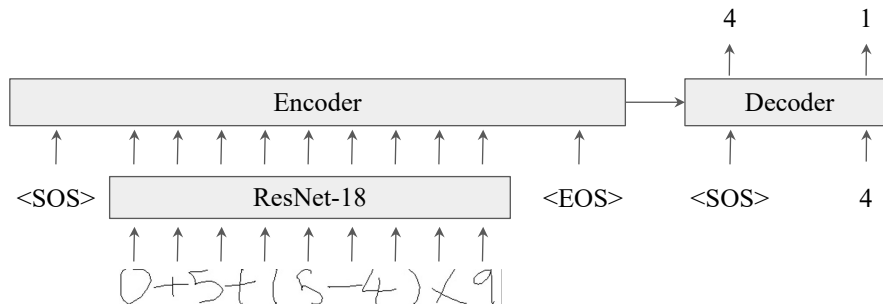 4 1
Encoder Decoder
<SOS> ResNet-18 <EOS> <SOS> 4
0+5+(5-4)×9